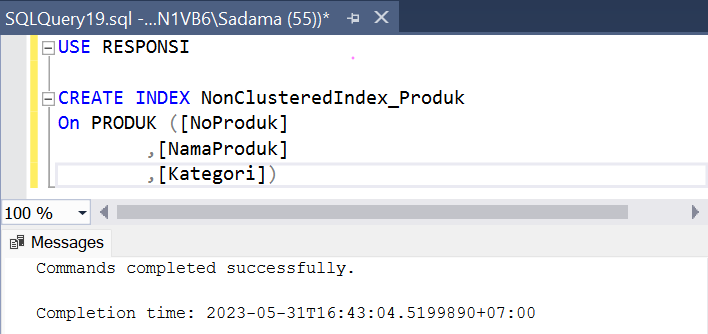 SQLQuery19.sql -...N1VB6\Sadama (55))*
USE RESPONSI
CREATE INDEX NonClusteredIndex_Produk
On PRODUK ([NoProduk]
,[NamaProduk]
,[Kategori])
100 %
Messages
Commands completed successfully.
Completion time: 2023-05-31T16:43:04.5199890+07:00